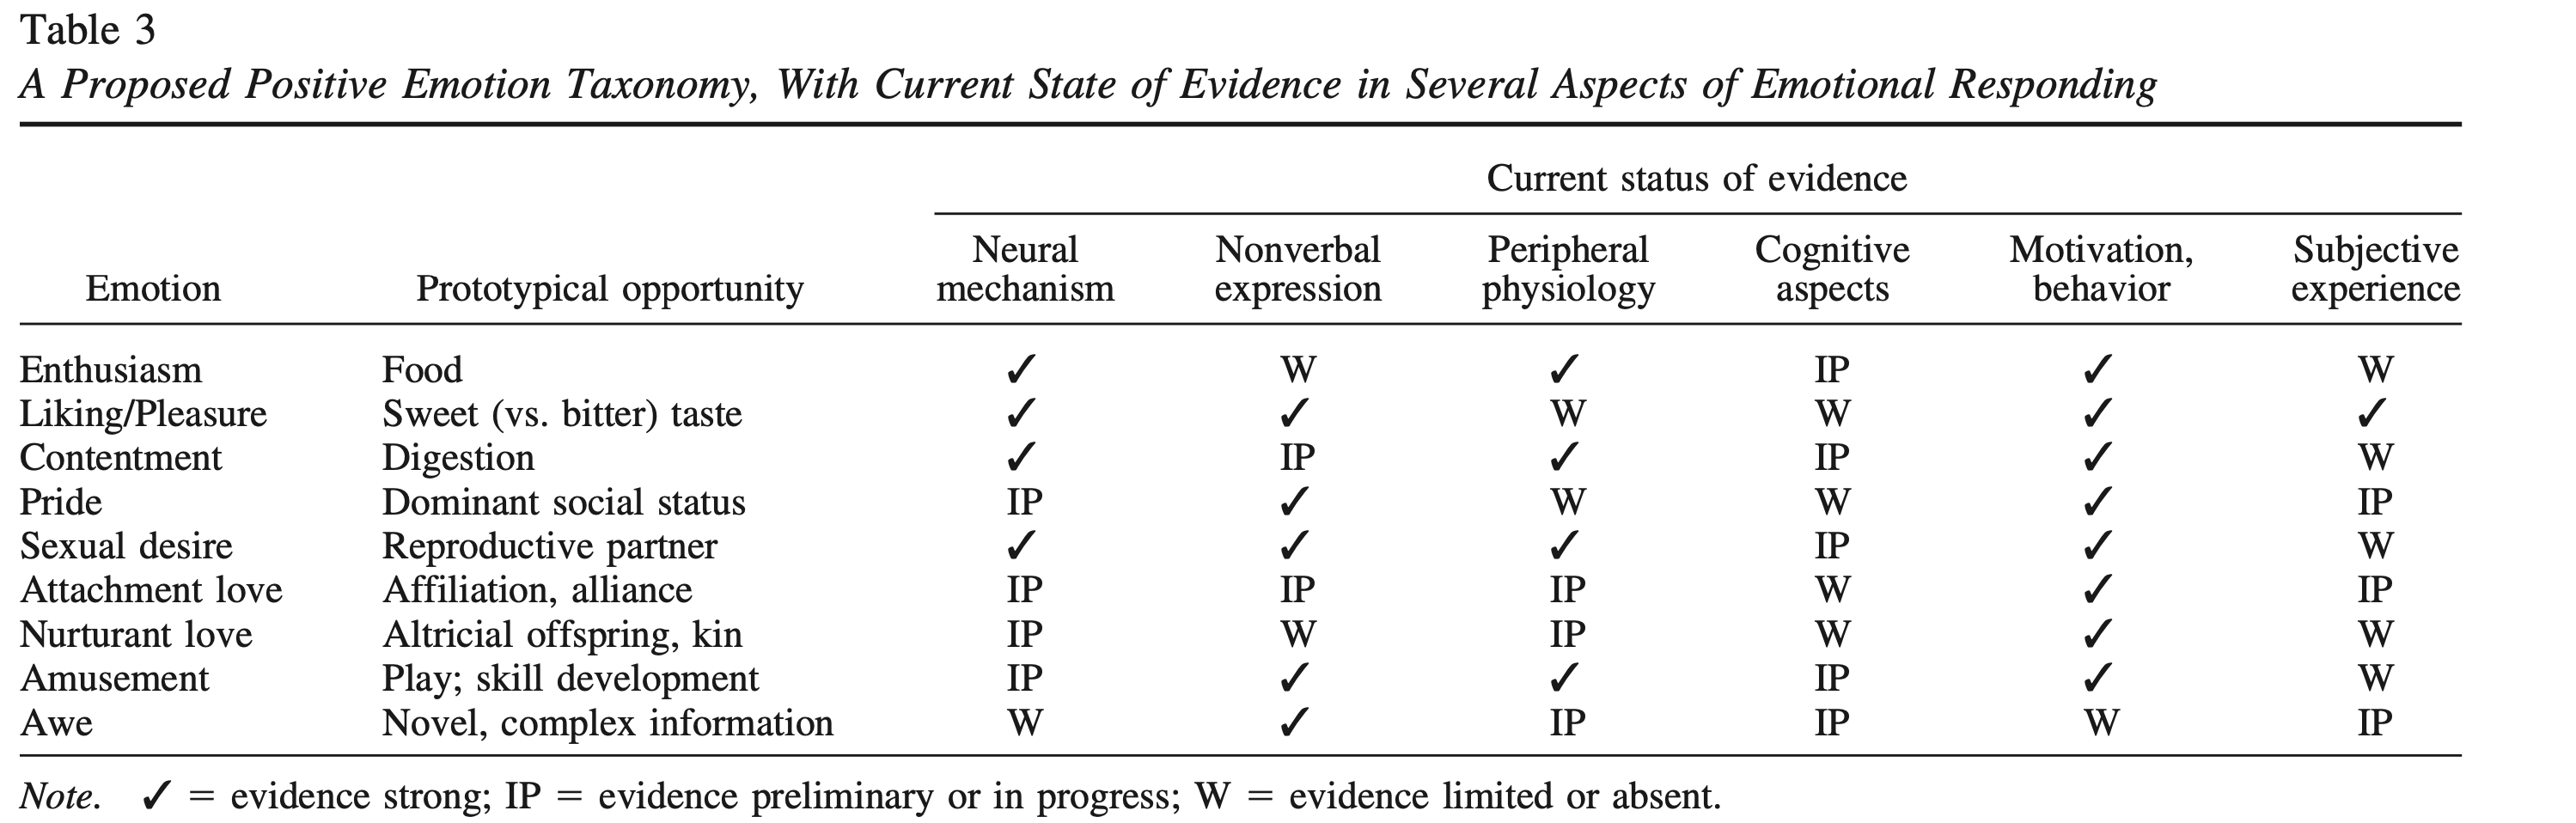 Table 3
A Proposed Positive Emotion Taxonomy, With Current State of Evidence in Several Aspects of Emotional Responding
Current status of evidence
Neural Nonverbal Peripheral Cognitive Motivation, Subjective
Emotion Prototypical opportunity mechanism expression physiology aspects behavior experience
Enthusiasm Food ✓ W ✓ IP ✓ W
Liking/Pleasure Sweet (vs. bitter) taste ✓ ✓ W W ✓ ✓
Contentment Digestion ✓ IP ✓ IP ✓ W
Pride Dominant social status IP ✓ W W ✓ IP
Sexual desire Reproductive partner ✓ ✓ ✓ IP ✓ W
Attachment love Affiliation, alliance IP IP IP W ✓ IP
Nurturant love Altricial offspring, kin IP W IP W ✓ W
Amusement Play; skill development IP ✓ ✓ IP ✓ W
Awe Novel, complex information W ✓ IP IP W IP
Note. ✓ = evidence strong; IP = evidence preliminary or in progress; W = evidence limited or absent.